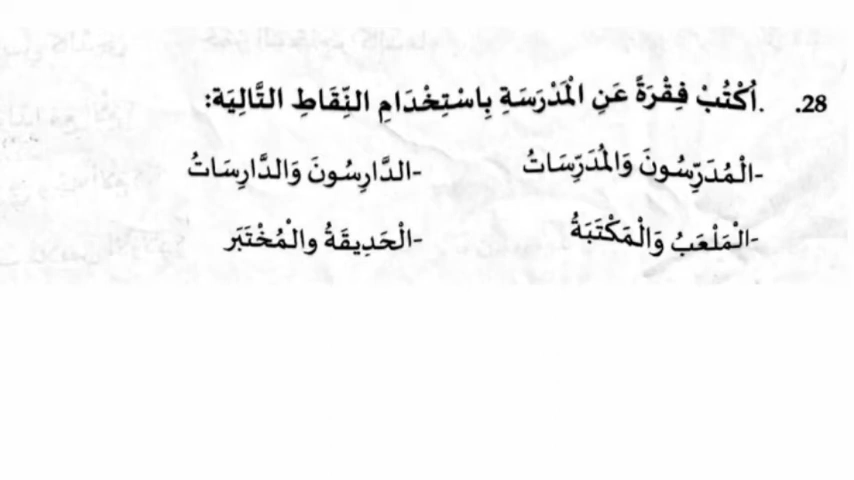 28. .اُكْتُبْ فِقْرَةً عَنِ الْمَدْرَسَةِ بِاسْتِخْدَامِ النِّقَاطِ التَّالِيَة:
-الْمُدَرِّسُونَ وَالْمُدَرِّسَاتُ -الدَّارِسُونَ وَالدَّارِسَاتُ
-الْمَلْعَبُ وَالْمَكْتَبَةُ -الْحَدِيقَةُ والْمُخْتَبَر